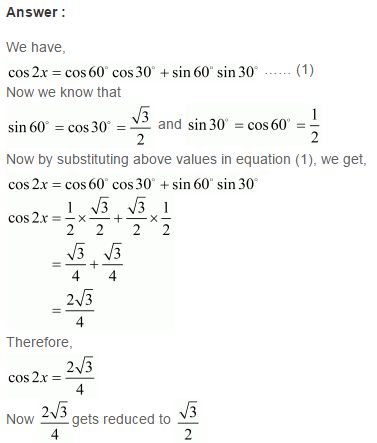 Answer :
We have,
cos 2x = cos 60° cos 30° + sin 60° sin 30° ...... (1)
Now we know that
sin 60° = cos 30° = √3/2 and sin 30° = cos 60° = 1/2
Now by substituting above values in equation (1), we get,
cos 2x = cos 60° cos 30° + sin 60° sin 30°
cos 2x = 1/2 × √3/2 + √3/2 × 1/2
= √3/4 + √3/4
= 2√3/4
Therefore,
cos 2x = 2√3/4
Now 2√3/4 gets reduced to √3/2